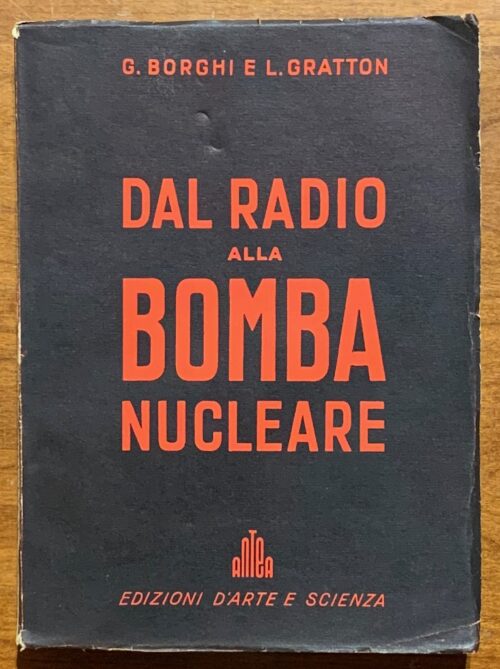 G. BORGHI E L. GRATTON
DAL RADIO
ALLA
BOMBA
NUCLEARE
ANTEA
EDIZIONI D'ARTE E SCIENZA